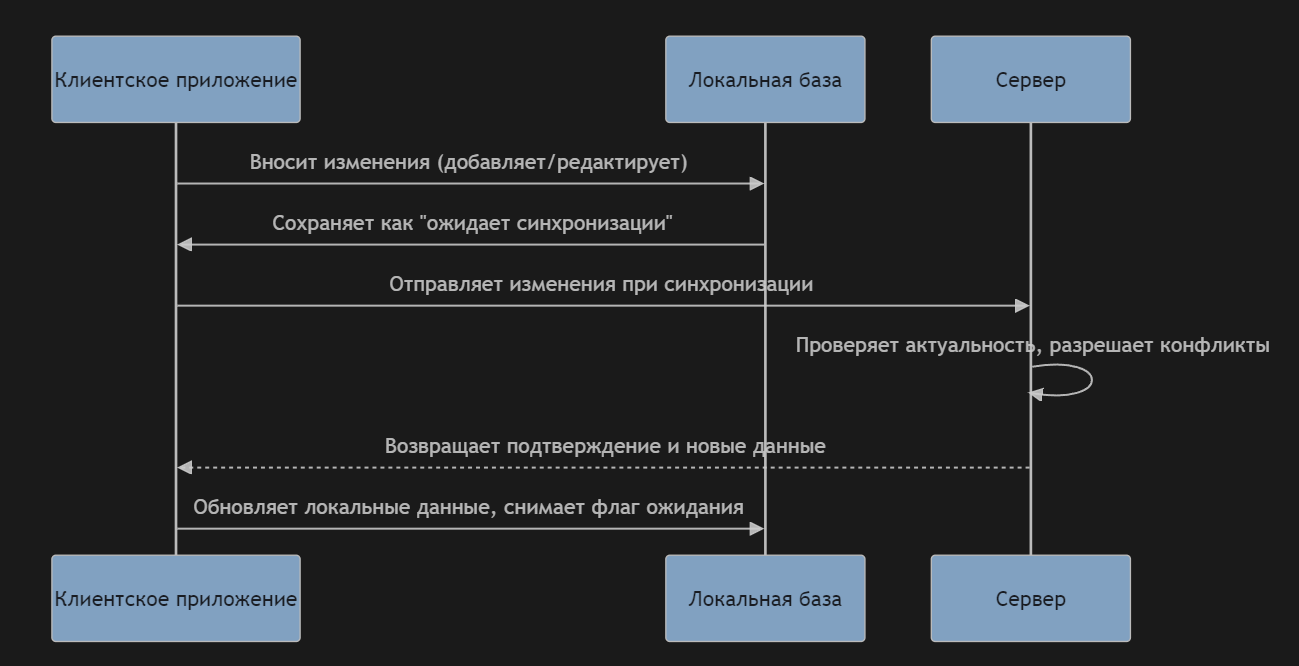 Клиентское приложение
Локальная база
Сервер
Вносит изменения (добавляет/редактирует)
Сохраняет как "ожидает синхронизации"
Отправляет изменения при синхронизации
Проверяет актуальность, разрешает конфликты
Возвращает подтверждение и новые данные
Обновляет локальные данные, снимает флаг ожидания
Клиентское приложение
Локальная база
Сервер